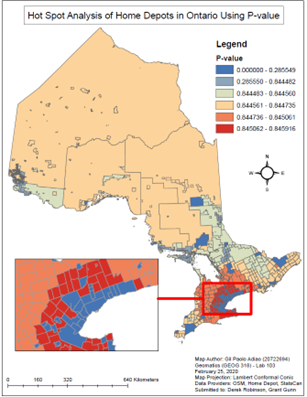 Hot Spot Analysis of Home Depots in Ontario Using P-value
Legend
P-value
0.000000 - 0.285549
0.285550 - 0.844482
0.844483 - 0.844560
0.844561 - 0.844735
0.844736 - 0.845061
0.845062 - 0.845916
N
Map Author: Gil Paolo Adiao (20722694)
Geomatics (GEOG 318) - Lab 103
February 25, 2020
Map Projection: Lambert Conformal Conic
Data Providers: OSM, Home Depot, StatsCan
Submitted to: Derek Robinson, Grant Gunn
0 160 320 640 Kilometers